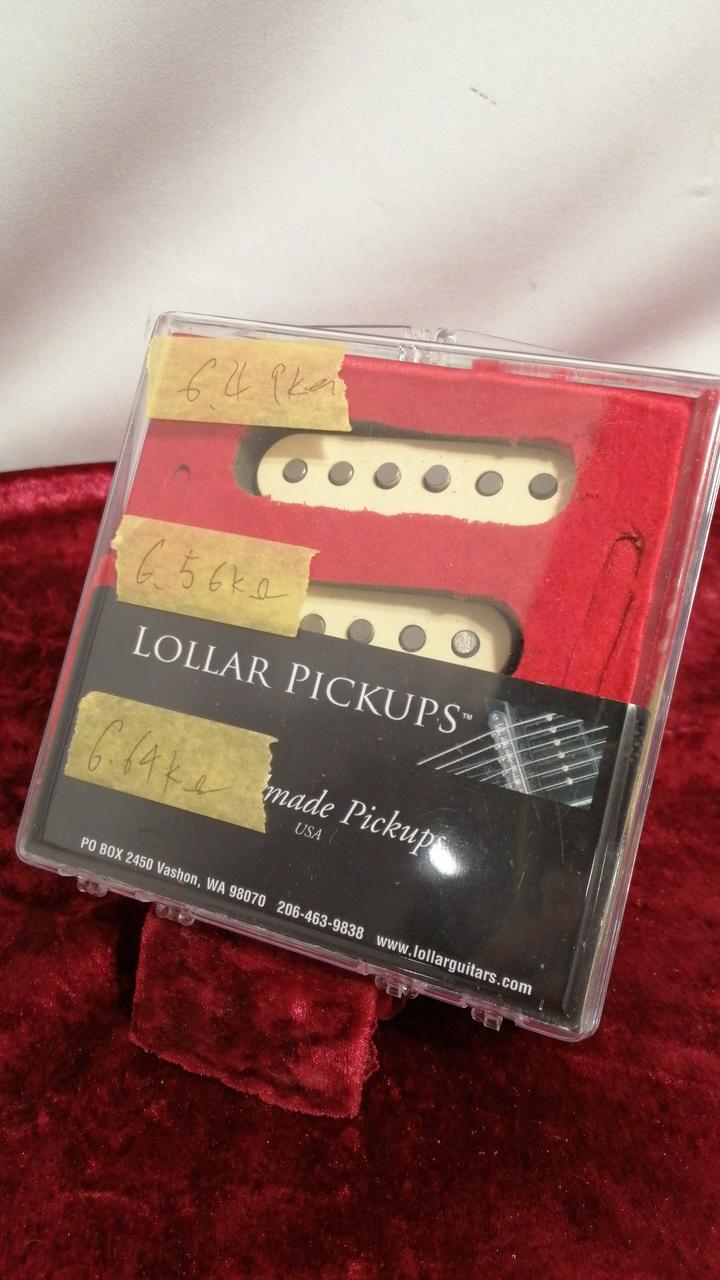 6.49kΩ
6.56kΩ
LOLLAR PICKUPS™
6.64kΩ
made Pickups
USA
PO BOX 2450 Vashon, WA 98070 206-463-9838 www.lollarguitars.com